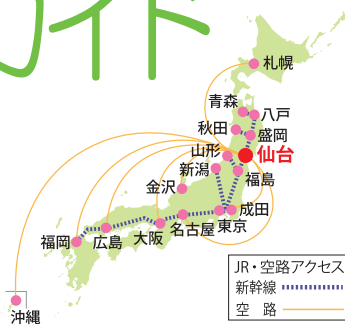 ガイド
札幌
青森
八戸
秋田
盛岡
山形
仙台
新潟
福島
金沢
成田
東京
名古屋
大阪
広島
福岡
沖縄
JR・空路アクセス
新幹線
空路